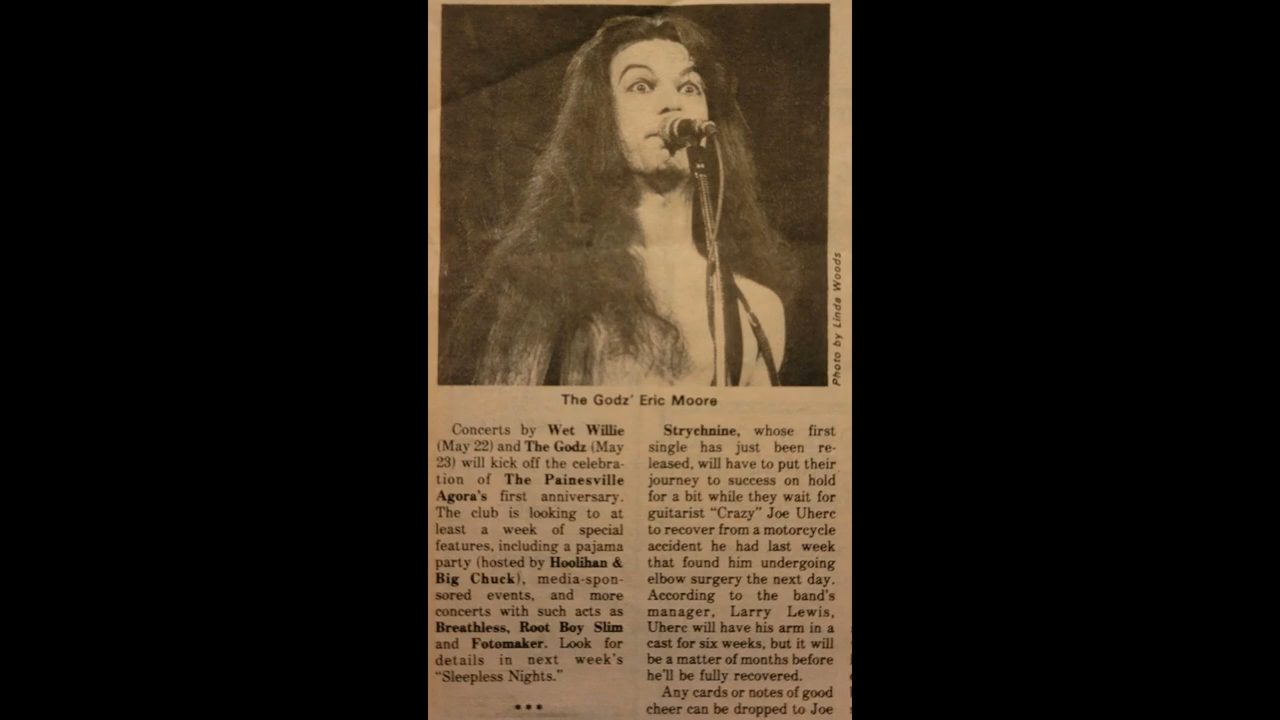 Photo by Linda Woods
The Godz' Eric Moore
Concerts by Wet Willie
(May 22) and The Godz (May
23) will kick off the celebra-
tion of The Painesville
Agora's first anniversary.
The club is looking to at
least a week of special
features, including a pajama
party (hosted by Hoolihan &
Big Chuck), media-spon-
sored events, and more
concerts with such acts as
Breathless, Root Boy Slim
and Fotomaker. Look for
details in next week's
"Sleepless Nights."
***
Strychnine, whose first
single has just been re-
leased, will have to put their
journey to success on hold
for a bit while they wait for
guitarist "Crazy" Joe Uherc
to recover from a motorcycle
accident he had last week
that found him undergoing
elbow surgery the next day.
According to the band's
manager, Larry Lewis,
Uherc will have his arm in a
cast for six weeks, but it will
be a matter of months before
he'll be fully recovered.
Any cards or notes of good
cheer can be dropped to Joe